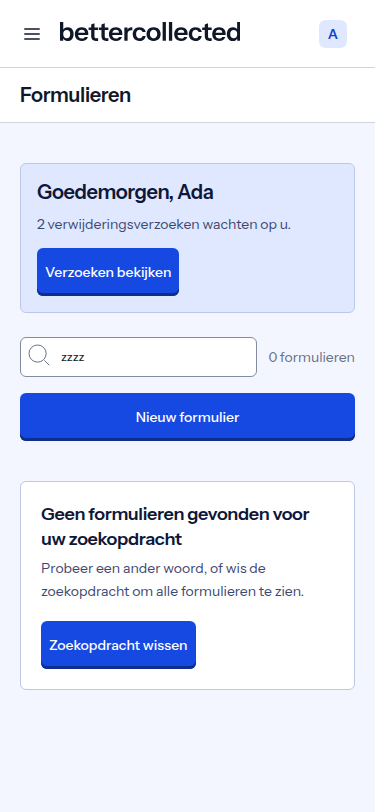 bettercollected
A
Formulieren
Goedemorgen, Ada
2 verwijderingsverzoeken wachten op u.
Verzoeken bekijken
zzzz
0 formulieren
Nieuw formulier
Geen formulieren gevonden voor
uw zoekopdracht
Probeer een ander woord, of wis de
zoekopdracht om alle formulieren te zien.
Zoekopdracht wissen